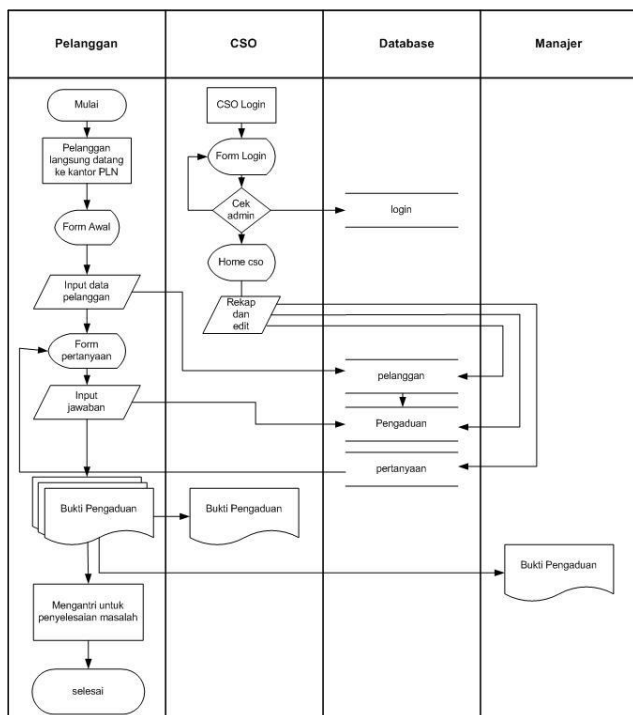 Pelanggan
CSO
Database
Manajer
Mulai
Pelanggan
langsung datang
ke kantor PLN
Form Awal
Input data
pelanggan
Form
pertanyaan
Input
jawaban
Bukti Pengaduan
Mengantri untuk
penyelesaian masalah
selesai
CSO Login
Form Login
Cek
admin
Home cso
Rekap
dan
edit
Bukti Pengaduan
login
pelanggan
Pengaduan
pertanyaan
Bukti Pengaduan